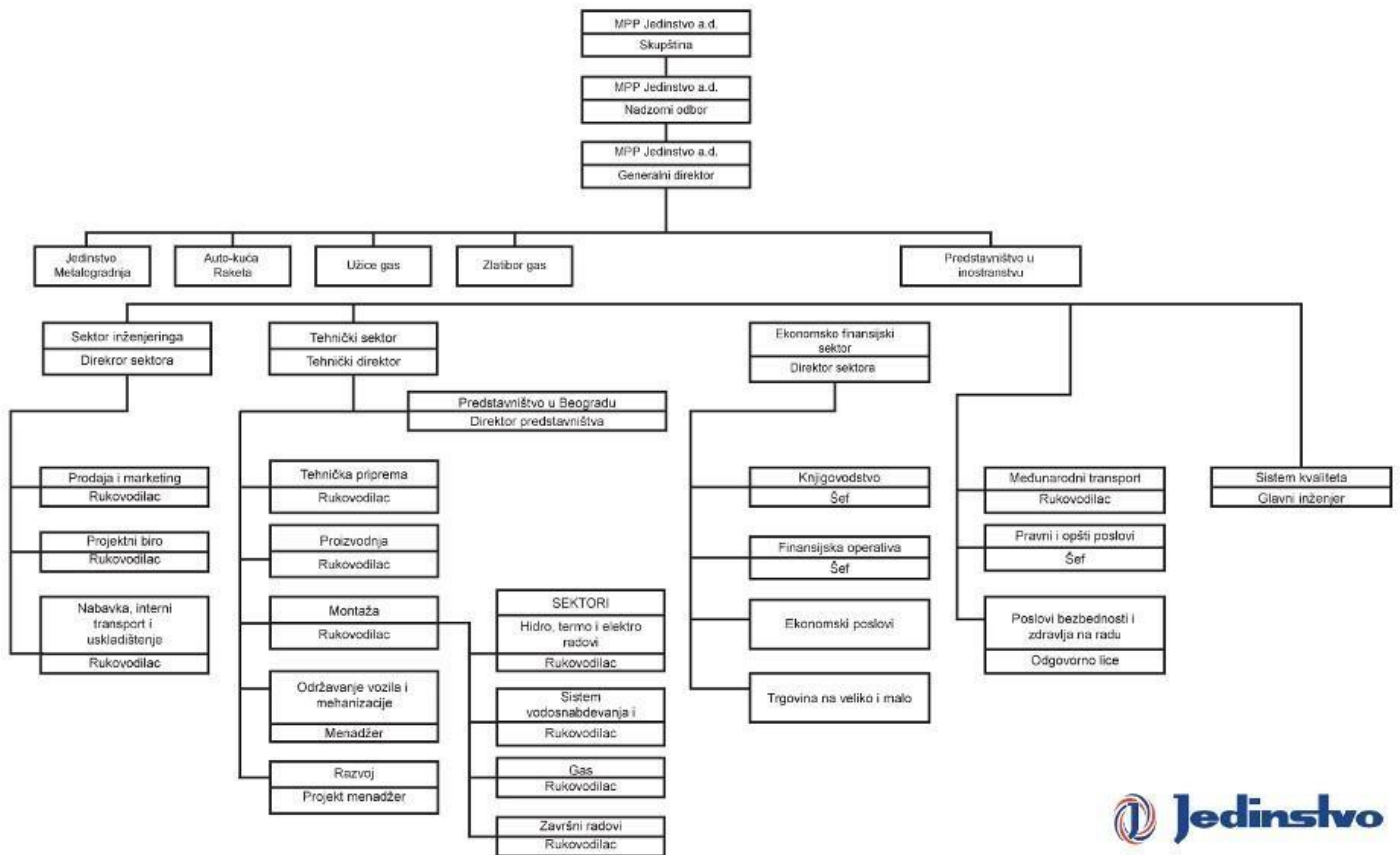 MPP Jedinstvo a.d.
Skupština
MPP Jedinstvo a.d.
Nadzorni odbor
MPP Jedinstvo a.d.
Generalni direktor
Jedinstvo
Metalogradnja
Auto-kuća
Raketa
Užice gas
Zlatibor gas
Predstavništvo u
inostranstvu
Sektor inženjeringa
Direkror sektora
Tehnički sektor
Tehnički direktor
Ekonomsko finansijski
sektor
Direktor sektora
Predstavništvo u Beogradu
Direktor predstavništva
Prodaja i marketing
Rukovodilac
Projektni biro
Rukovodilac
Nabavka, interni
transport i
uskladištenje
Rukovodilac
Tehnička priprema
Rukovodilac
Proizvodnja
Rukovodilac
Montaža
Rukovodilac
Održavanje vozila i
mehanizacije
Menadžer
Razvoj
Projekt menadžer
SEKTORI
Hidro, termo i elektro
radovi
Rukovodilac
Sistem
vodosnabdevanja i
Rukovodilac
Gas
Rukovodilac
Završni radovi
Rukovodilac
Knjigovodstvo
Šef
Finansijska operativa
Šef
Ekonomski poslovi
Trgovina na veliko i malo
Međunarodni transport
Rukovodilac
Pravni i opšti poslovi
Šef
Poslovi bezbednosti i
zdravlja na radu
Odgovorno lice
Sistem kvaliteta
Glavni inženjer
Jedinstvo